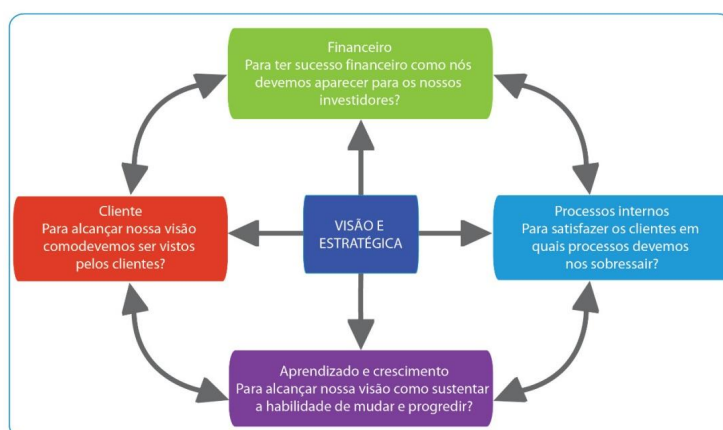 Financeiro
Para ter sucesso financeiro como nós
devemos aparecer para os nossos
investidores?
Cliente
Para alcançar nossa visão
comodevemos ser vistos
pelos clientes?
VISÃO E
ESTRATÉGICA
Processos internos
Para satisfazer os clientes em
quais processos devemos
nos sobressair?
Aprendizado e crescimento
Para alcançar nossa visão como sustentar
a habilidade de mudar e progredir?